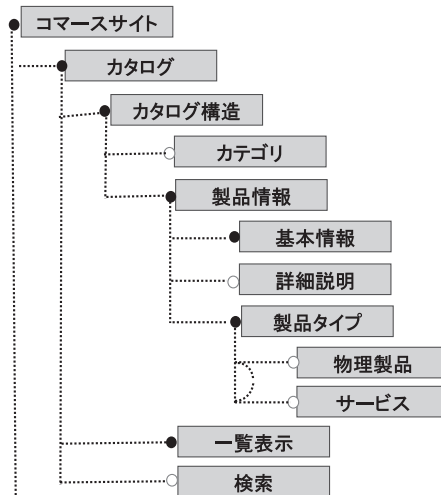 コマースサイト
カタログ
カタログ構造
カテゴリ
製品情報
基本情報
詳細説明
製品タイプ
物理製品
サービス
一覧表示
検索